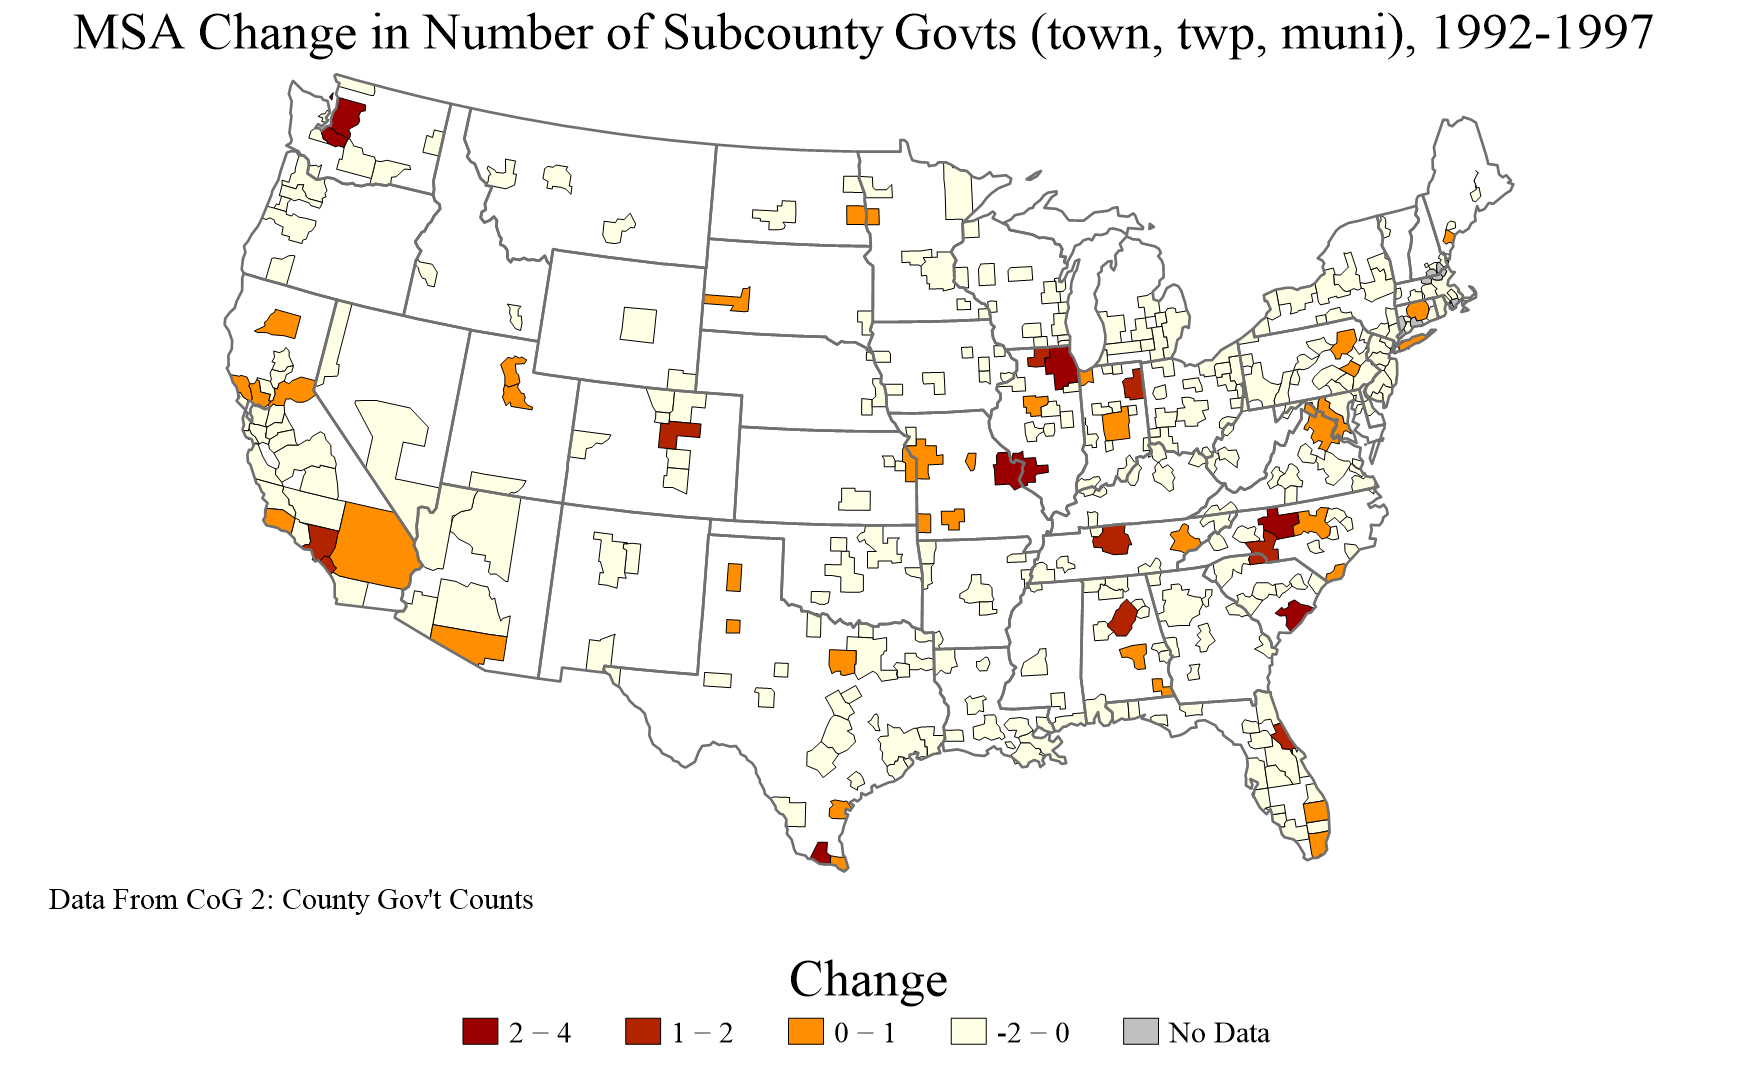 MSA Change in Number of Subcounty Govts (town, twp, muni), 1992-1997
Data From CoG 2: County Gov't Counts
Change
2 − 4 1 − 2 0 − 1 -2 − 0 No Data